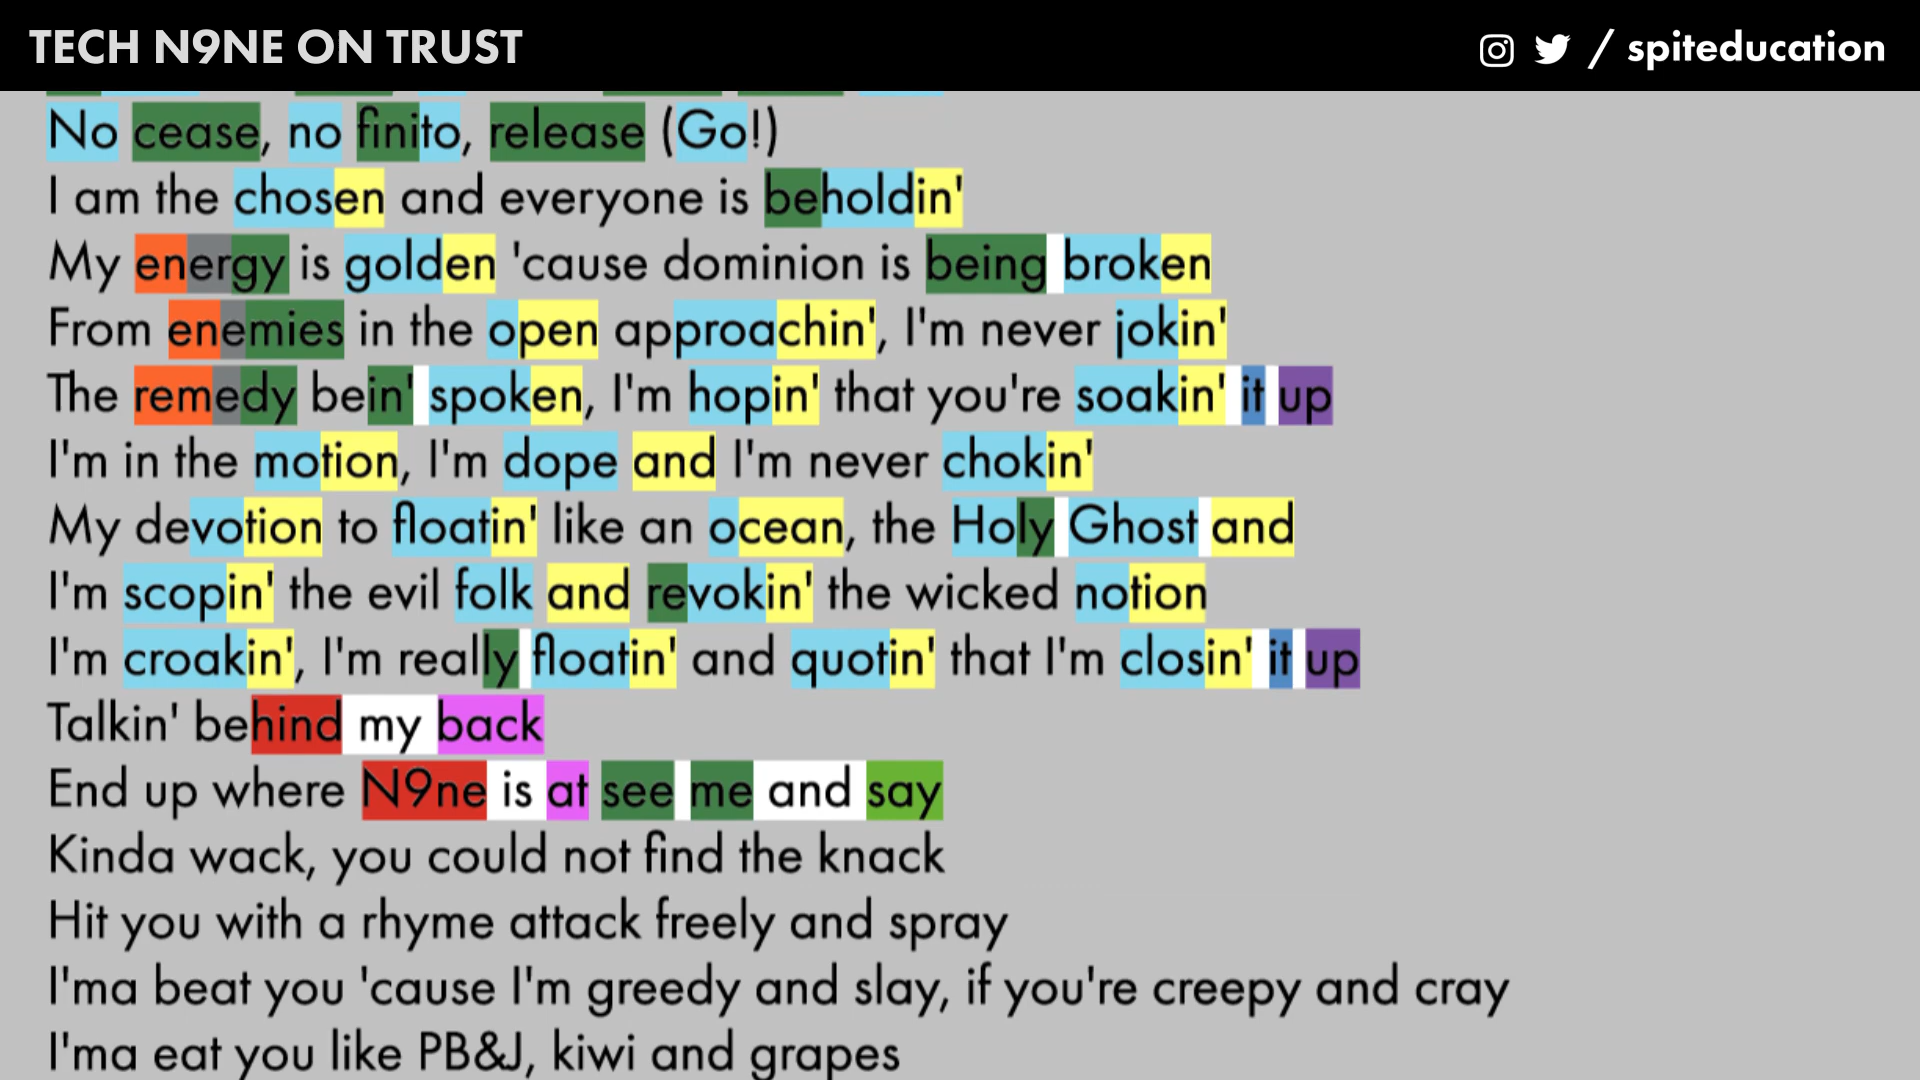 TECH N9NE ON TRUST
/ spiteducation
No cease, no finito, release (Go!)
I am the chosen and everyone is beholdin'
My energy is golden 'cause dominion is being broken
From enemies in the open approachin', I'm never jokin'
The remedy bein' spoken, I'm hopin' that you're soakin' it up
I'm in the motion, I'm dope and I'm never chokin'
My devotion to floatin' like an ocean, the Holy Ghost and
I'm scopin' the evil folk and revokin' the wicked notion
I'm croakin', I'm really floatin' and quotin' that I'm closin' it up
Talkin' behind my back
End up where N9ne is at see me and say
Kinda wack, you could not find the knack
Hit you with a rhyme attack freely and spray
I'ma beat you 'cause I'm greedy and slay, if you're creepy and cray
I'ma eat you like PB&J, kiwi and grapes